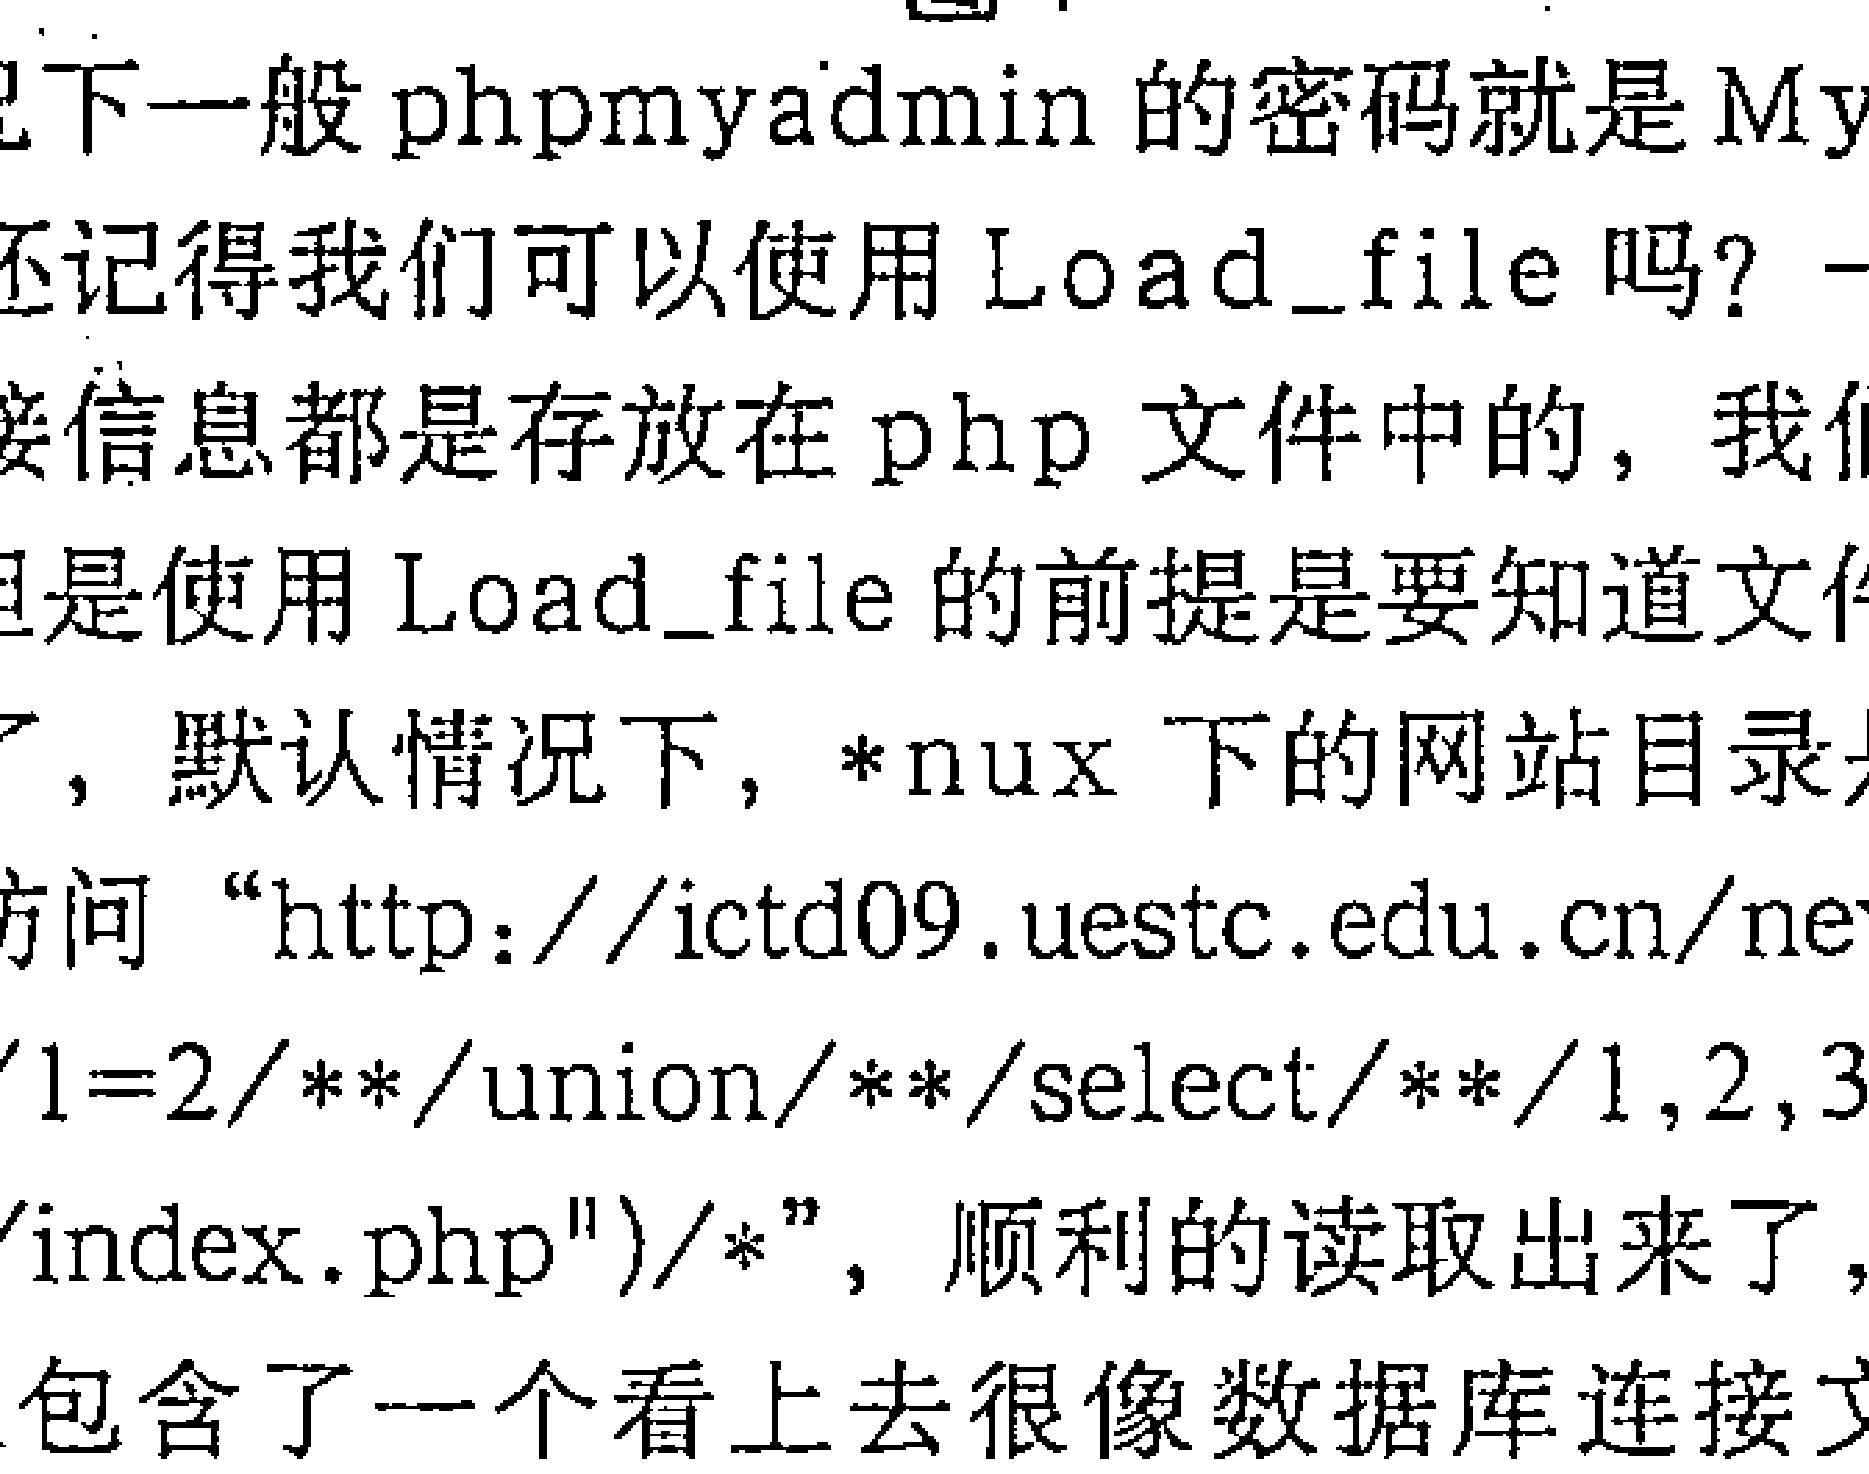 下一般 phpmyadmin 的密码就是 My
还记得我们可以使用 Load_file 吗？一
接信息都是存放在 php 文件中的，我们
但是使用 Load_file 的前提是要知道文件
了，默认情况下，*nux 下的网站目录是
访问 “http://ictd09.uestc.edu.cn/ne
/1=2/**/union/**/select/**/1,2,3
/index.php")/*”，顺利的读取出来了，
包含了一个看上去很像数据库连接文